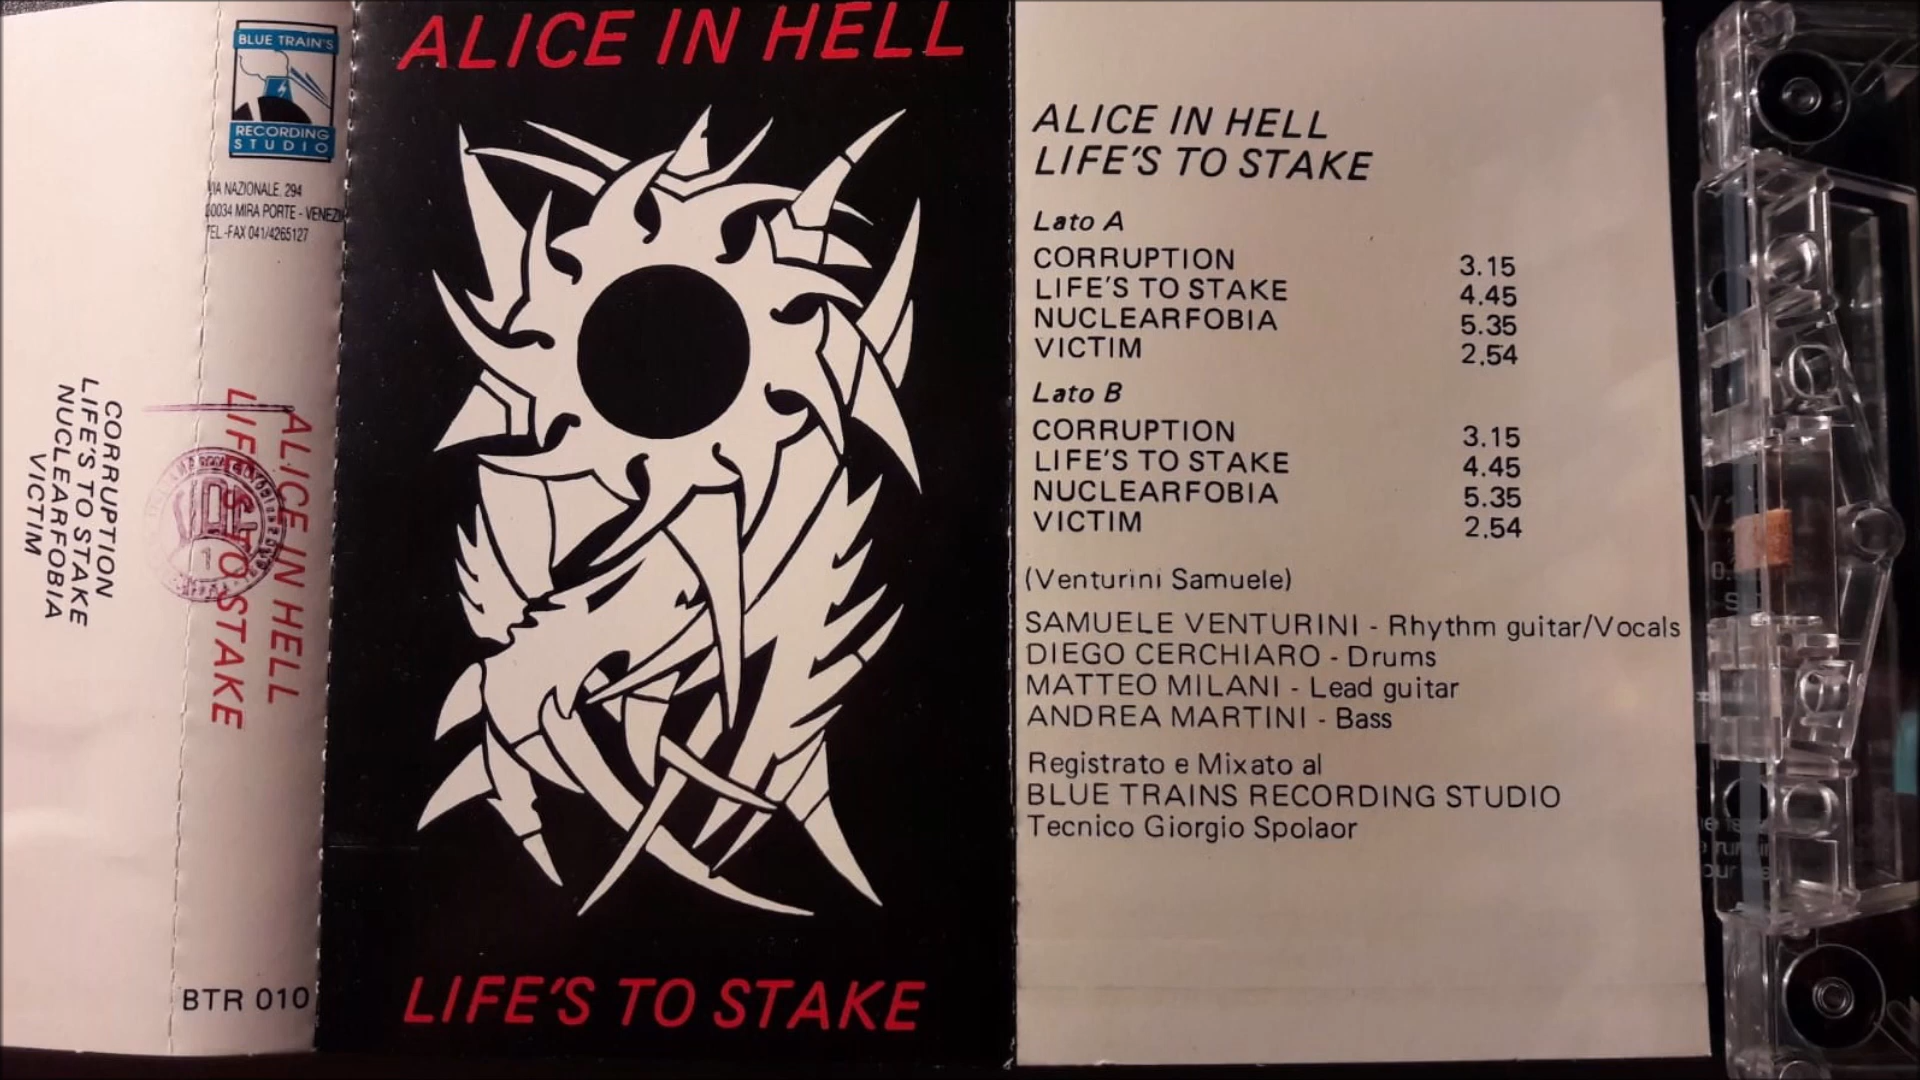 BLUE TRAIN'S
RECORDING
STUDIO
VIA NAZIONALE, 294
30034 MIRA PORTE - VENEZIA
TEL.-FAX 041/4265127
CORRUPTION
LIFE'S TO STAKE
NUCLEARFOBIA
VICTIM
ALICE IN HELL
LIFE'S TO STAKE
BTR 010
ALICE IN HELL
LIFE'S TO STAKE
ALICE IN HELL
LIFE'S TO STAKE
Lato A
CORRUPTION 3.15
LIFE'S TO STAKE 4.45
NUCLEARFOBIA 5.35
VICTIM 2.54
Lato B
CORRUPTION 3.15
LIFE'S TO STAKE 4.45
NUCLEARFOBIA 5.35
VICTIM 2.54
(Venturini Samuele)
SAMUELE VENTURINI - Rhythm guitar/Vocals
DIEGO CERCHIARO - Drums
MATTEO MILANI - Lead guitar
ANDREA MARTINI - Bass
Registrato e Mixato al
BLUE TRAINS RECORDING STUDIO
Tecnico Giorgio Spolaor